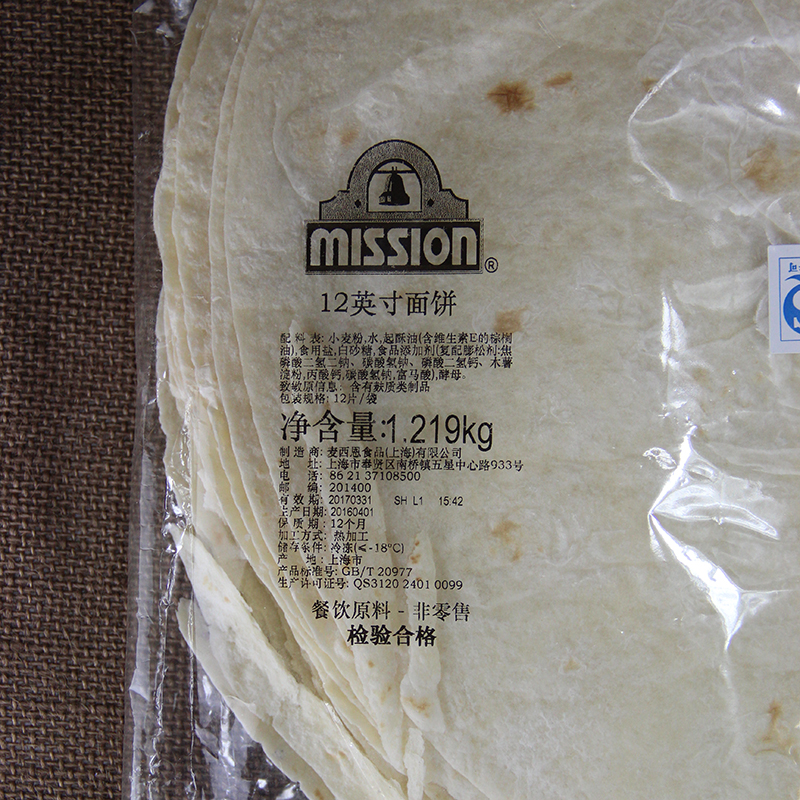 MISSION®
12英寸面饼
配 料 表: 小麦粉,水,起酥油(含维生素E的棕榈
油),食用盐,白砂糖,食品添加剂(复配膨松剂:焦
磷酸二氢二钠、碳酸氢钠、磷酸二氢钙、木薯
淀粉,丙酸钙,碳酸氢钠,富马酸),酵母。
致敏原信息: 含有麸质类制品
包装规格: 12片/袋
净含量:1.219kg
制 造 商: 麦西恩食品(上海)有限公司
地 址: 上海市奉贤区南桥镇五星中心路933号
电 话: 86 21 37108500
邮 编: 201400
有 效 期: 20170331 SH L1 15:42
生产日期: 20160401
保 质 期: 12个月
加工方式: 热加工
储存条件: 冷冻(≤-18°C)
产 地: 上海市
产品标准号: GB/T 20977
生产许可证号: QS3120 2401 0099
餐饮原料 - 非零售
检验合格